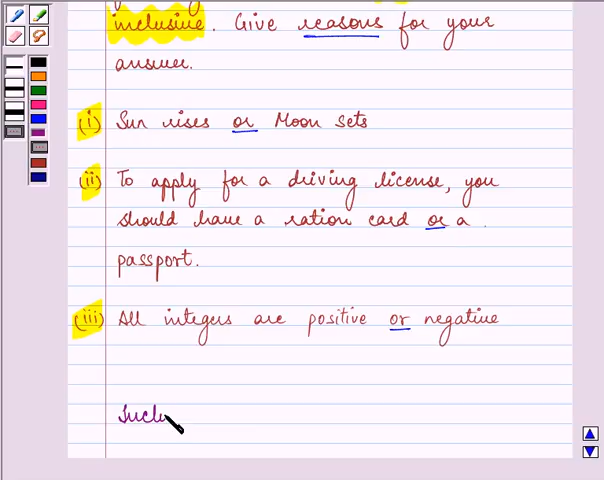 inclusive. Give reasons for your
answer.
(i) Sun rises or Moon sets
(ii) To apply for a driving license, you
should have a ration card or a
passport.
(iii) All integers are positive or negative
Inclu